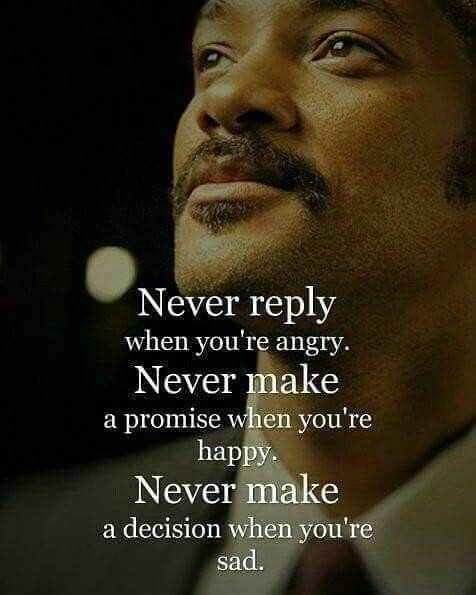 Never reply
when you're angry.
Never make
a promise when you're
happy.
Never make
a decision when you're
sad.